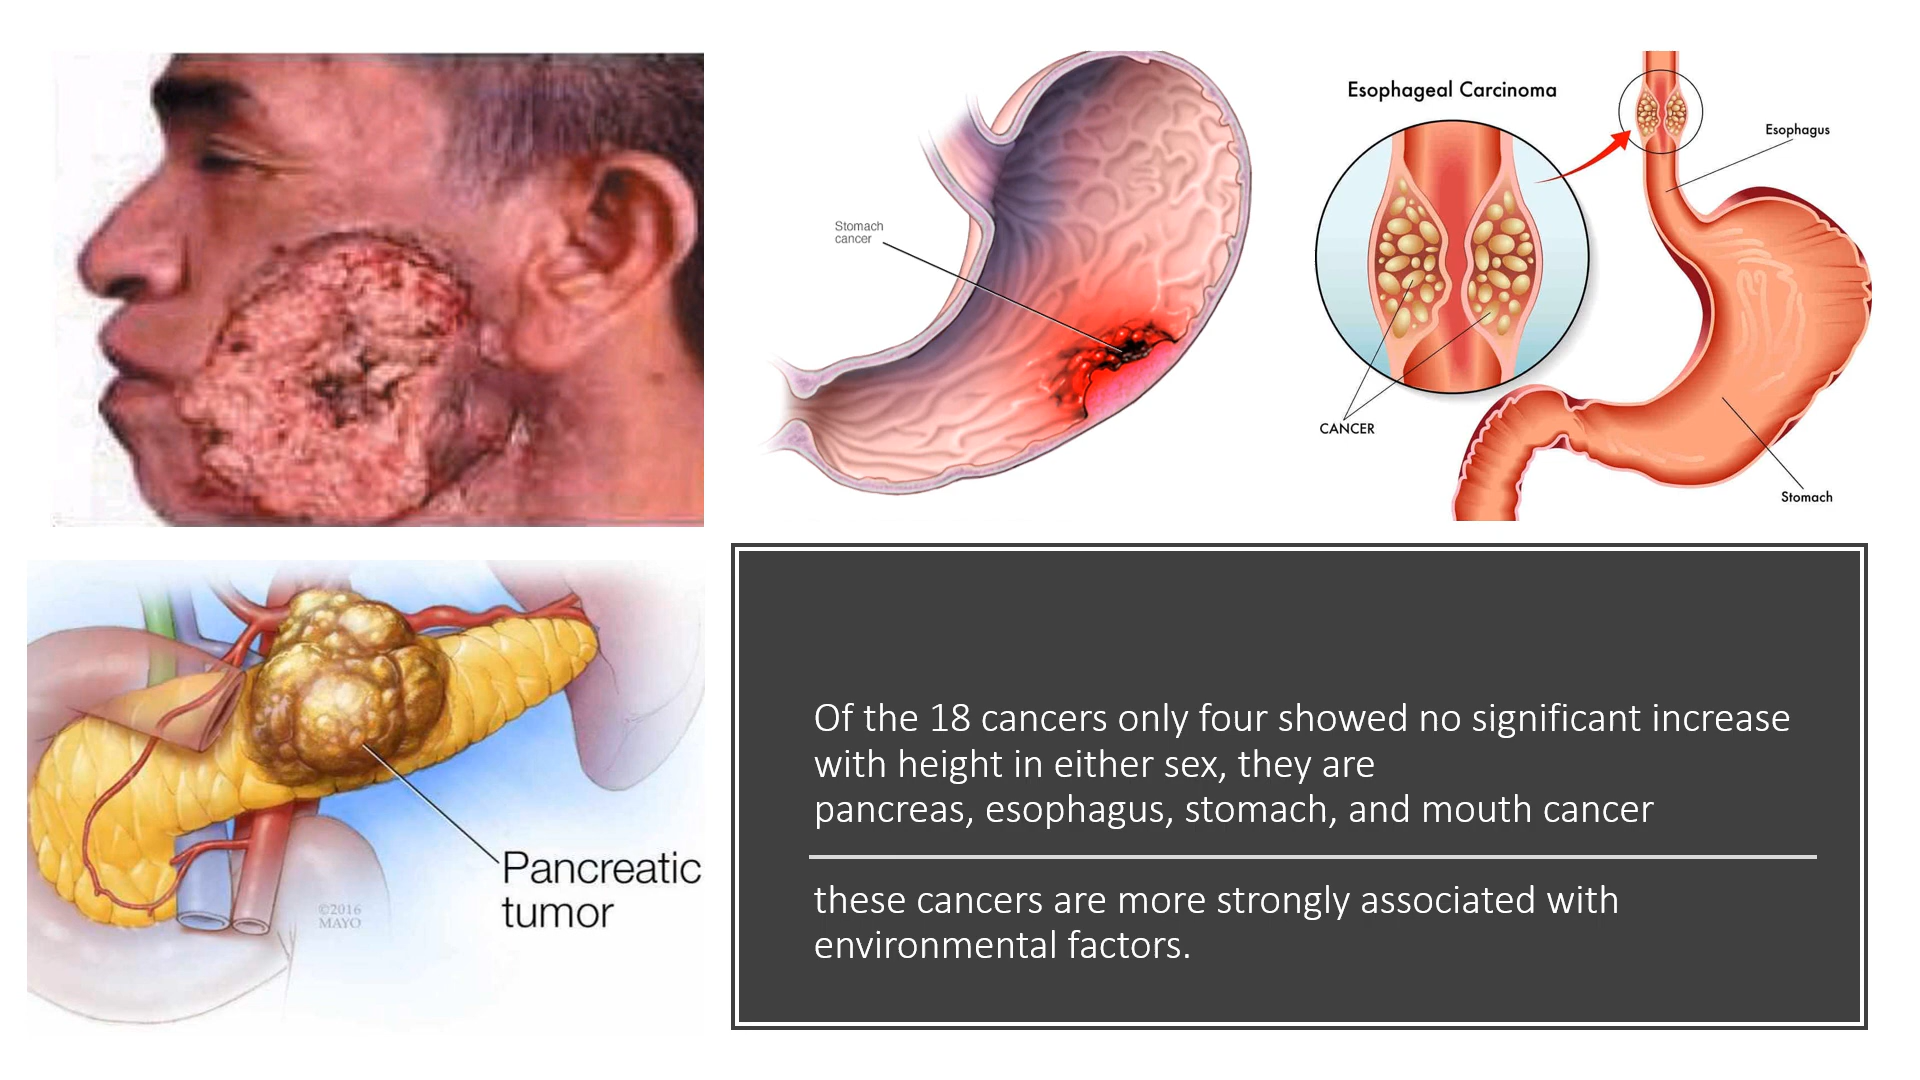 Stomach
cancer
Esophageal Carcinoma
Esophagus
CANCER
Stomach
Pancreatic
tumor
©2016
MAYO
Of the 18 cancers only four showed no significant increase
with height in either sex, they are
pancreas, esophagus, stomach, and mouth cancer
these cancers are more strongly associated with
environmental factors.